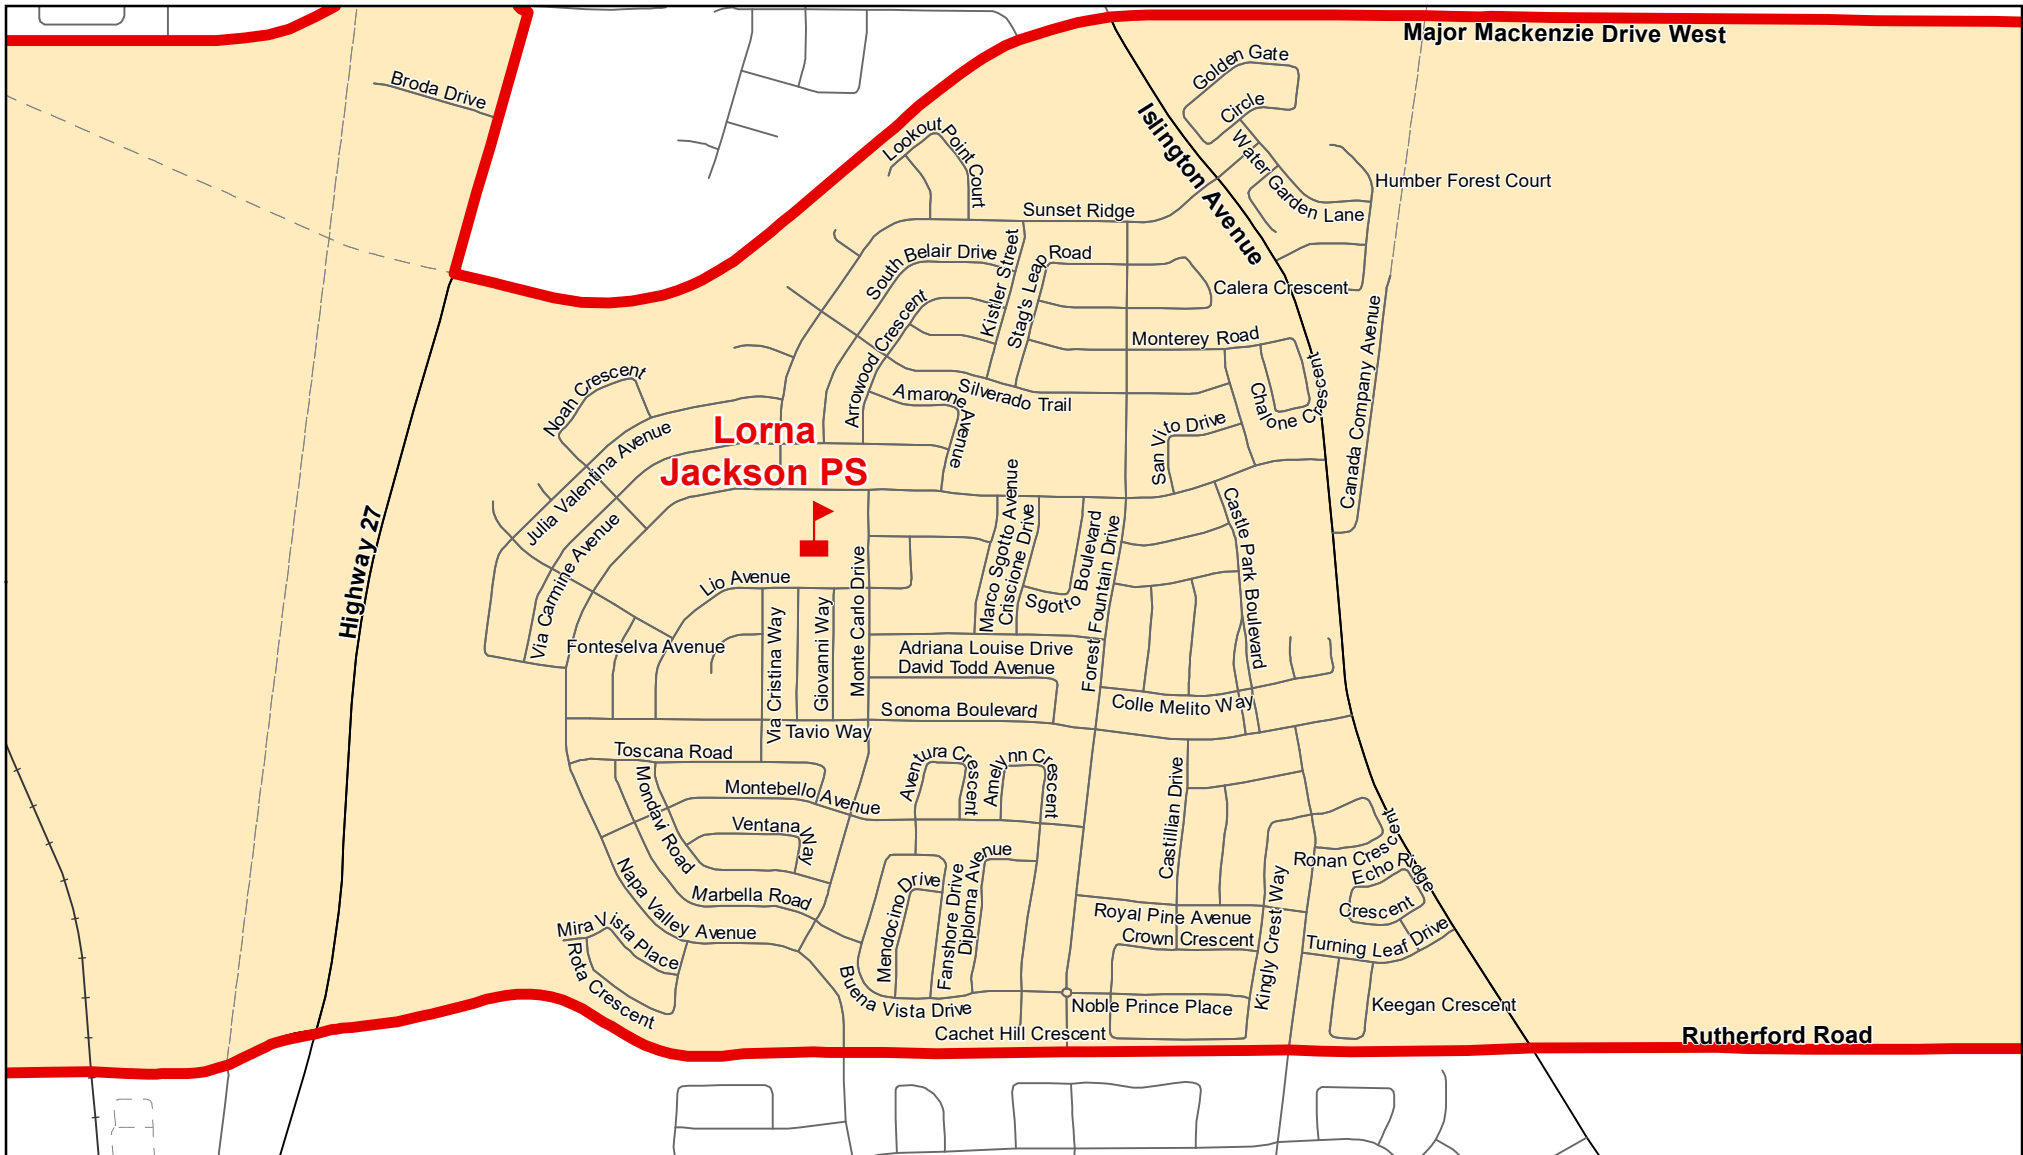 Major Mackenzie Drive West
Golden Gate
Circle
Broda Drive
Islington Avenue
Lookout Point Court
Water Garden Lane
Humber Forest Court
Sunset Ridge
South Belair Drive
Kistler Street
Stag's Leap Road
Calera Crescent
Arrowood Crescent
Monterey Road
Canada Company Avenue
Noah Crescent
Amarone Avenue
Silverado Trail
Chalone Crescent
San Vito Drive
Lorna
Jackson PS
Julia Valentina Avenue
Via Carmine Avenue
Highway 27
Marco Sgotto Avenue
Criscione Drive
Sgotto Boulevard
Forest Fountain Drive
Castle Park Boulevard
Lio Avenue
Monte Carlo Drive
Via Cristina Way
Giovanni Way
Fonteselva Avenue
Adriana Louise Drive
David Todd Avenue
Colle Melito Way
Sonoma Boulevard
Tavio Way
Toscana Road
Aventura Crescent
Amelynn Crescent
Montebello Avenue
Mondavi Road
Castillian Drive
Ventana Way
Ronan Crescent
Echo Ridge
Crescent
Diploma Avenue
Fanshore Drive
Mendocino Drive
Napa Valley Avenue
Marbella Road
Royal Pine Avenue
Crown Crescent
Kingly Crest Way
Turning Leaf Drive
Mira Vista Place
Rota Crescent
Buena Vista Drive
Noble Prince Place
Keegan Crescent
Cachet Hill Crescent
Rutherford Road